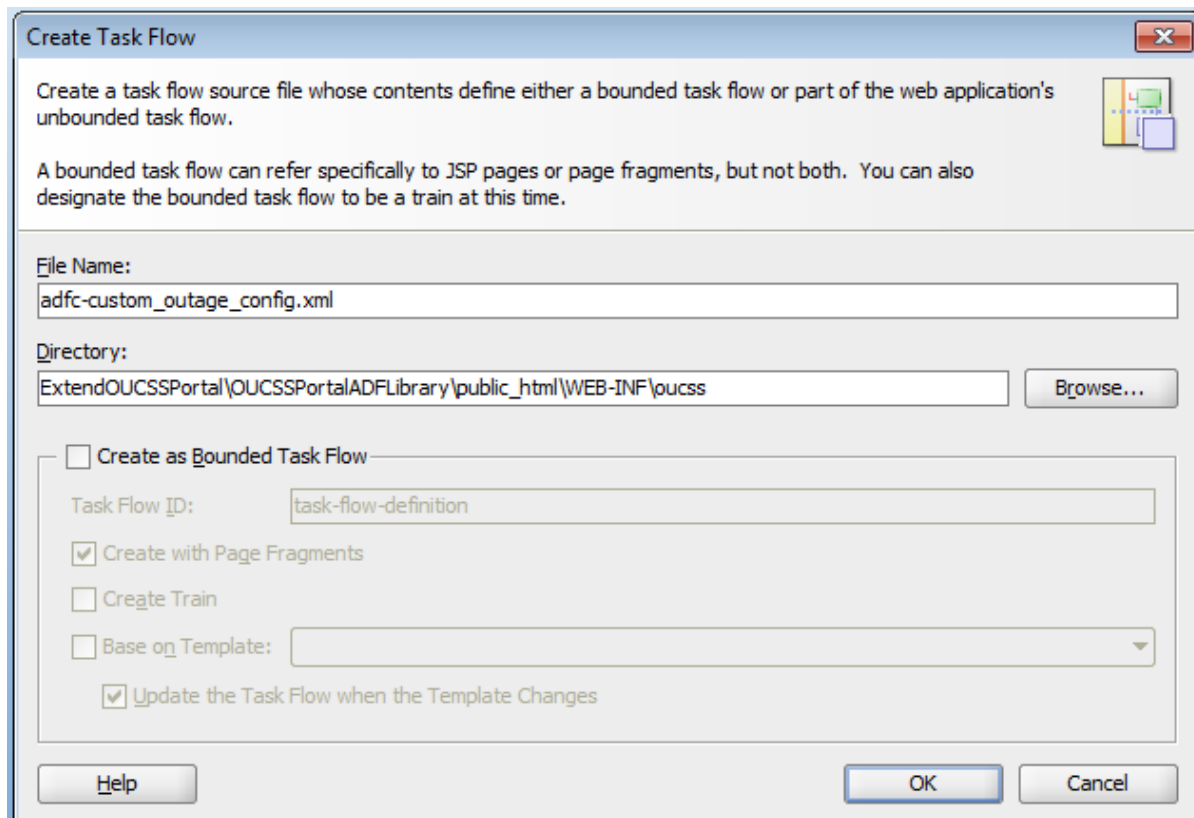 Create Task Flow
Create a task flow source file whose contents define either a bounded task flow or part of the web application's
unbounded task flow.
A bounded task flow can refer specifically to JSP pages or page fragments, but not both.  You can also
designate the bounded task flow to be a train at this time.
File Name:
adfc-custom_outage_config.xml
Directory:
ExtendOUCSSPortal\OUCSSPortalADFLibrary\public_html\WEB-INF\oucss
Browse...
Create as Bounded Task Flow
Task Flow ID:
task-flow-definition
Create with Page Fragments
Create Train
Base on Template:
Update the Task Flow when the Template Changes
Help
OK
Cancel